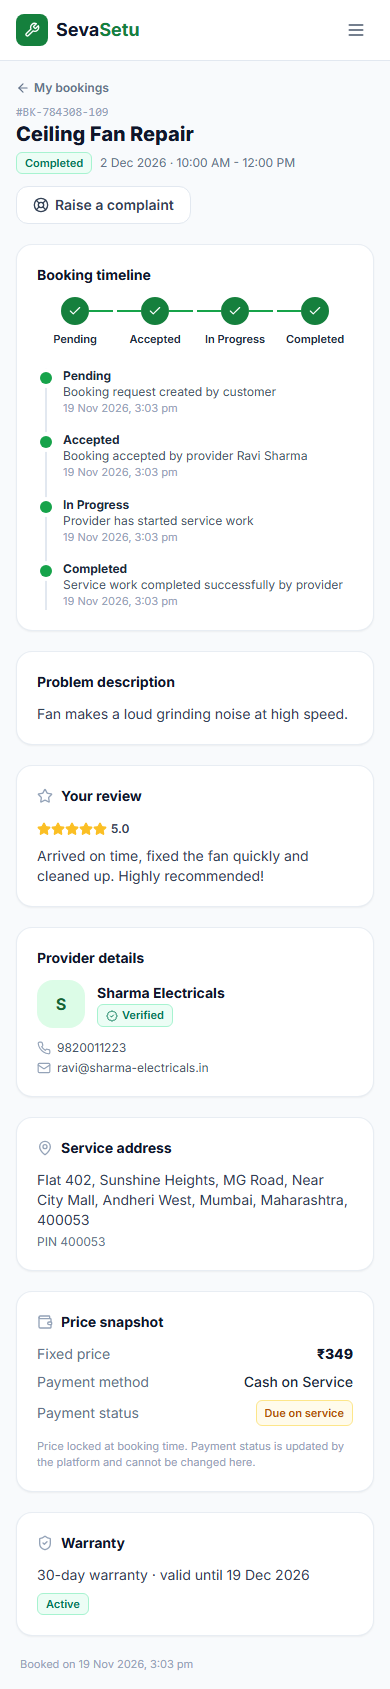 SevaSetu
My bookings
#BK-784308-109
Ceiling Fan Repair
Completed 2 Dec 2026 · 10:00 AM - 12:00 PM
Raise a complaint
Booking timeline
Pending Accepted In Progress Completed
Pending
Booking request created by customer
19 Nov 2026, 3:03 pm
Accepted
Booking accepted by provider Ravi Sharma
19 Nov 2026, 3:03 pm
In Progress
Provider has started service work
19 Nov 2026, 3:03 pm
Completed
Service work completed successfully by provider
19 Nov 2026, 3:03 pm
Problem description
Fan makes a loud grinding noise at high speed.
Your review
5.0
Arrived on time, fixed the fan quickly and
cleaned up. Highly recommended!
Provider details
S
Sharma Electricals
Verified
9820011223
ravi@sharma-electricals.in
Service address
Flat 402, Sunshine Heights, MG Road, Near
City Mall, Andheri West, Mumbai, Maharashtra,
400053
PIN 400053
Price snapshot
Fixed price ₹349
Payment method Cash on Service
Payment status Due on service
Price locked at booking time. Payment status is updated by
the platform and cannot be changed here.
Warranty
30-day warranty · valid until 19 Dec 2026
Active
Booked on 19 Nov 2026, 3:03 pm